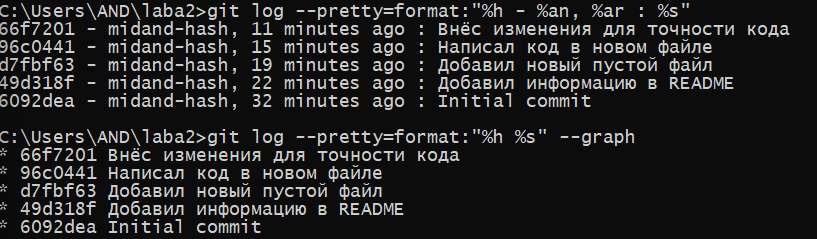 C:\Users\AND\laba2>git log --pretty=format:"%h - %an, %ar : %s"
66f7201 - midand-hash, 11 minutes ago : Внёс изменения для точности кода
96c0441 - midand-hash, 15 minutes ago : Написал код в новом файле
d7fbf63 - midand-hash, 19 minutes ago : Добавил новый пустой файл
49d318f - midand-hash, 22 minutes ago : Добавил информацию в README
6092dea - midand-hash, 32 minutes ago : Initial commit
C:\Users\AND\laba2>git log --pretty=format:"%h %s" --graph
* 66f7201 Внёс изменения для точности кода
* 96c0441 Написал код в новом файле
* d7fbf63 Добавил новый пустой файл
* 49d318f Добавил информацию в README
* 6092dea Initial commit